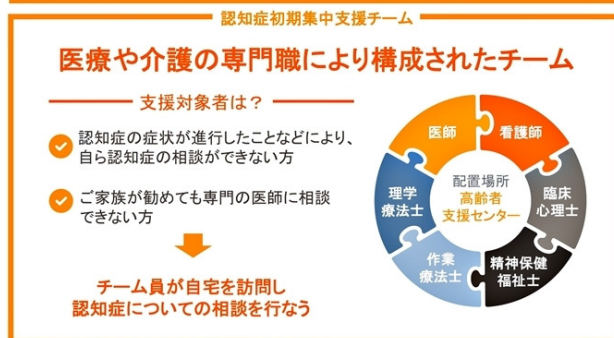 認知症初期集中支援チーム
医療や介護の専門職により構成されたチーム
支援対象者は？
認知症の症状が進行したことなどにより、
自ら認知症の相談ができない方
ご家族が勧めても専門の医師に相談
できない方
チーム員が自宅を訪問し
認知症についての相談を行なう
医師
看護師
臨床
心理士
精神保健
福祉士
作業
療法士
理学
療法士
配置場所
高齢者
支援センター